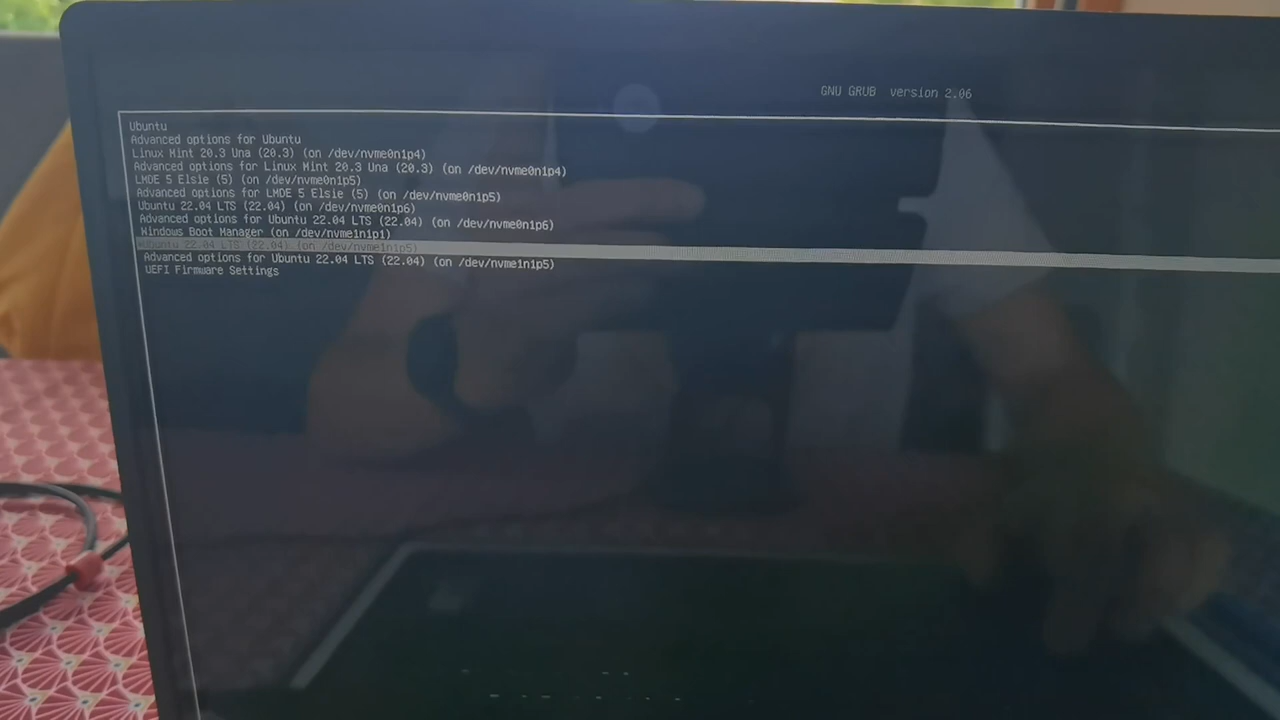 GNU GRUB version 2.06
Ubuntu
Advanced options for Ubuntu
Linux Mint 20.3 Una (20.3) (on /dev/nvme0n1p4)
Advanced options for Linux Mint 20.3 Una (20.3) (on /dev/nvme0n1p4)
LMDE 5 Elsie (5) (on /dev/nvme0n1p5)
Advanced options for LMDE 5 Elsie (5) (on /dev/nvme0n1p5)
Ubuntu 22.04 LTS (22.04) (on /dev/nvme0n1p6)
Advanced options for Ubuntu 22.04 LTS (22.04) (on /dev/nvme0n1p6)
Windows Boot Manager (on /dev/nvme1n1p1)
Ubuntu 22.04 LTS (22.04) (on /dev/nvme1n1p5)
Advanced options for Ubuntu 22.04 LTS (22.04) (on /dev/nvme1n1p5)
UEFI Firmware Settings